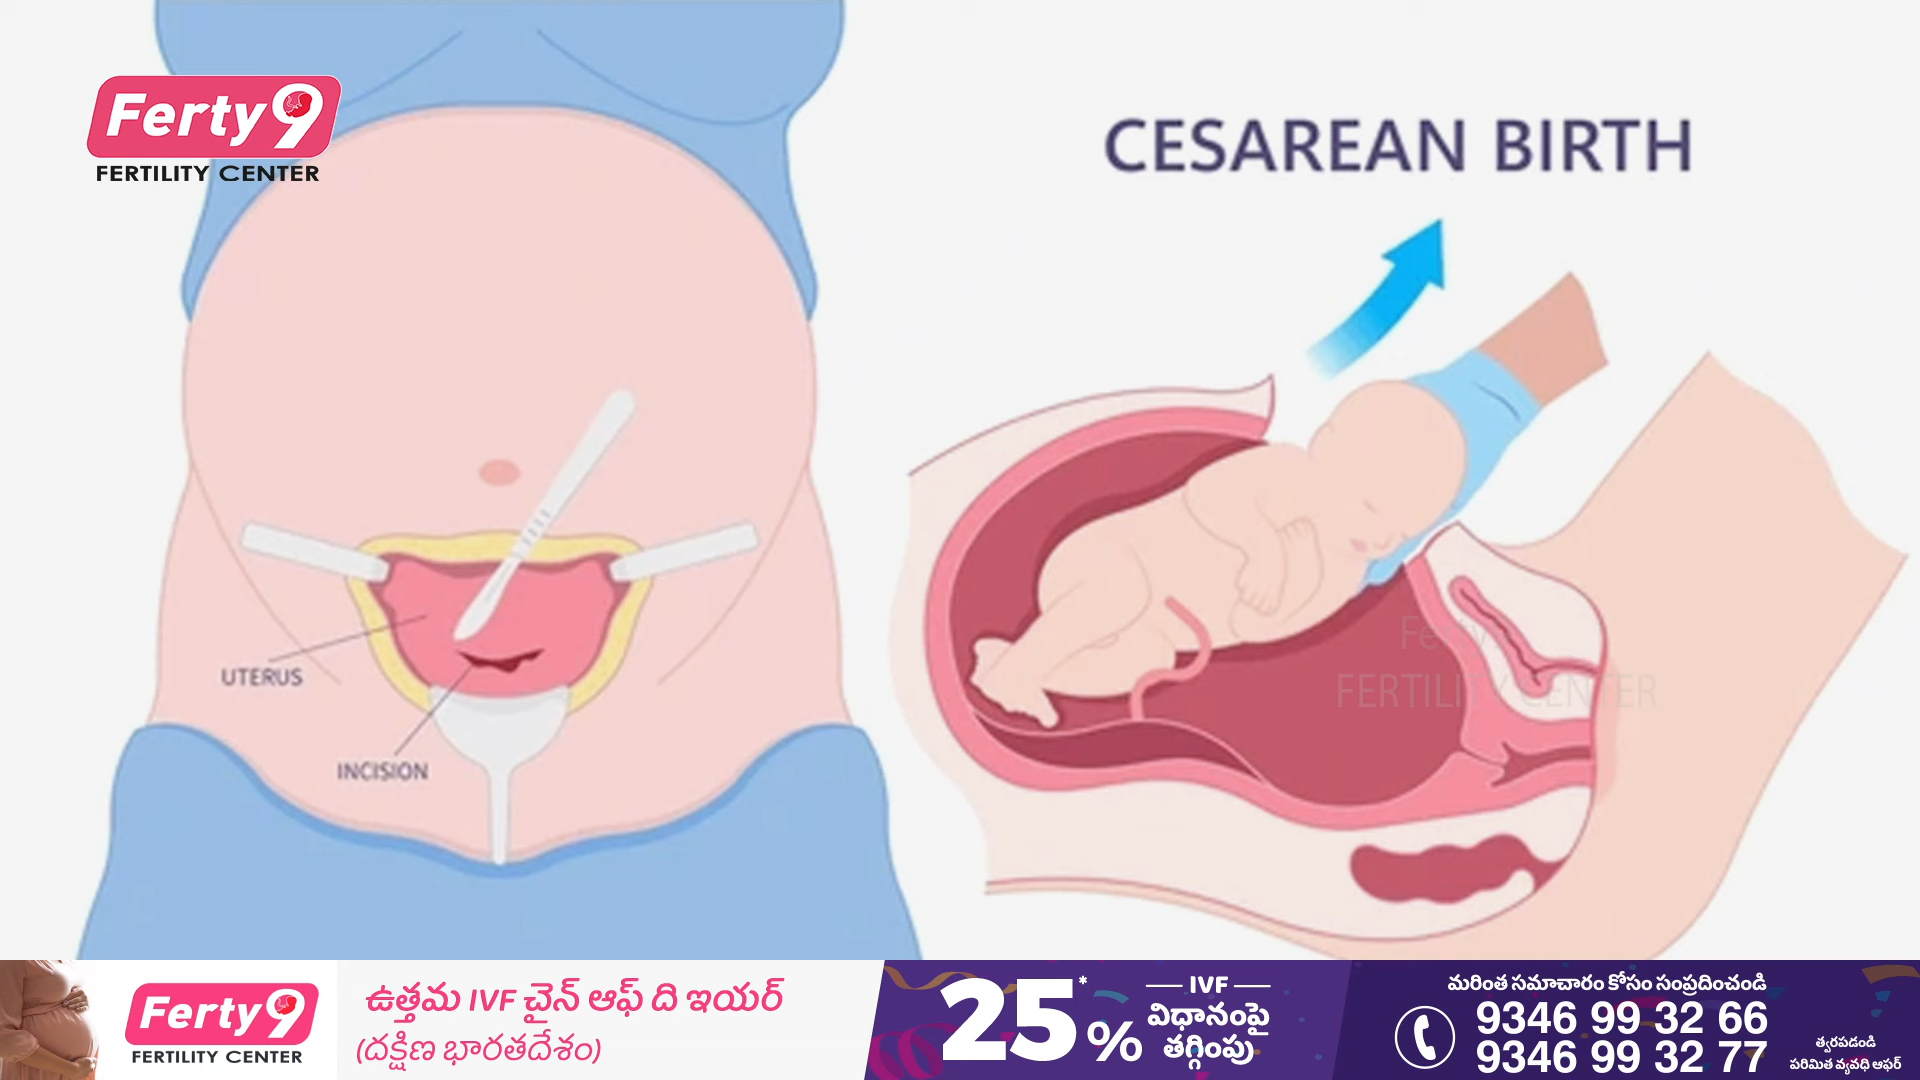 Ferty9
FERTILITY CENTER
CESAREAN BIRTH
UTERUS
INCISION
Ferty
FERTILITY CENTER
Ferty9
FERTILITY CENTER
ఉత్తమ IVF చైన్ ఆఫ్ ది ఇయర్
(దక్షిణ భారతదేశం)
25*%
IVF
విధానంపై
తగ్గింపు
మరింత సమాచారం కోసం సంప్రదించండి
9346 99 32 66
9346 99 32 77
త్వరపడండి
పరిమిత వ్యవధి ఆఫర్